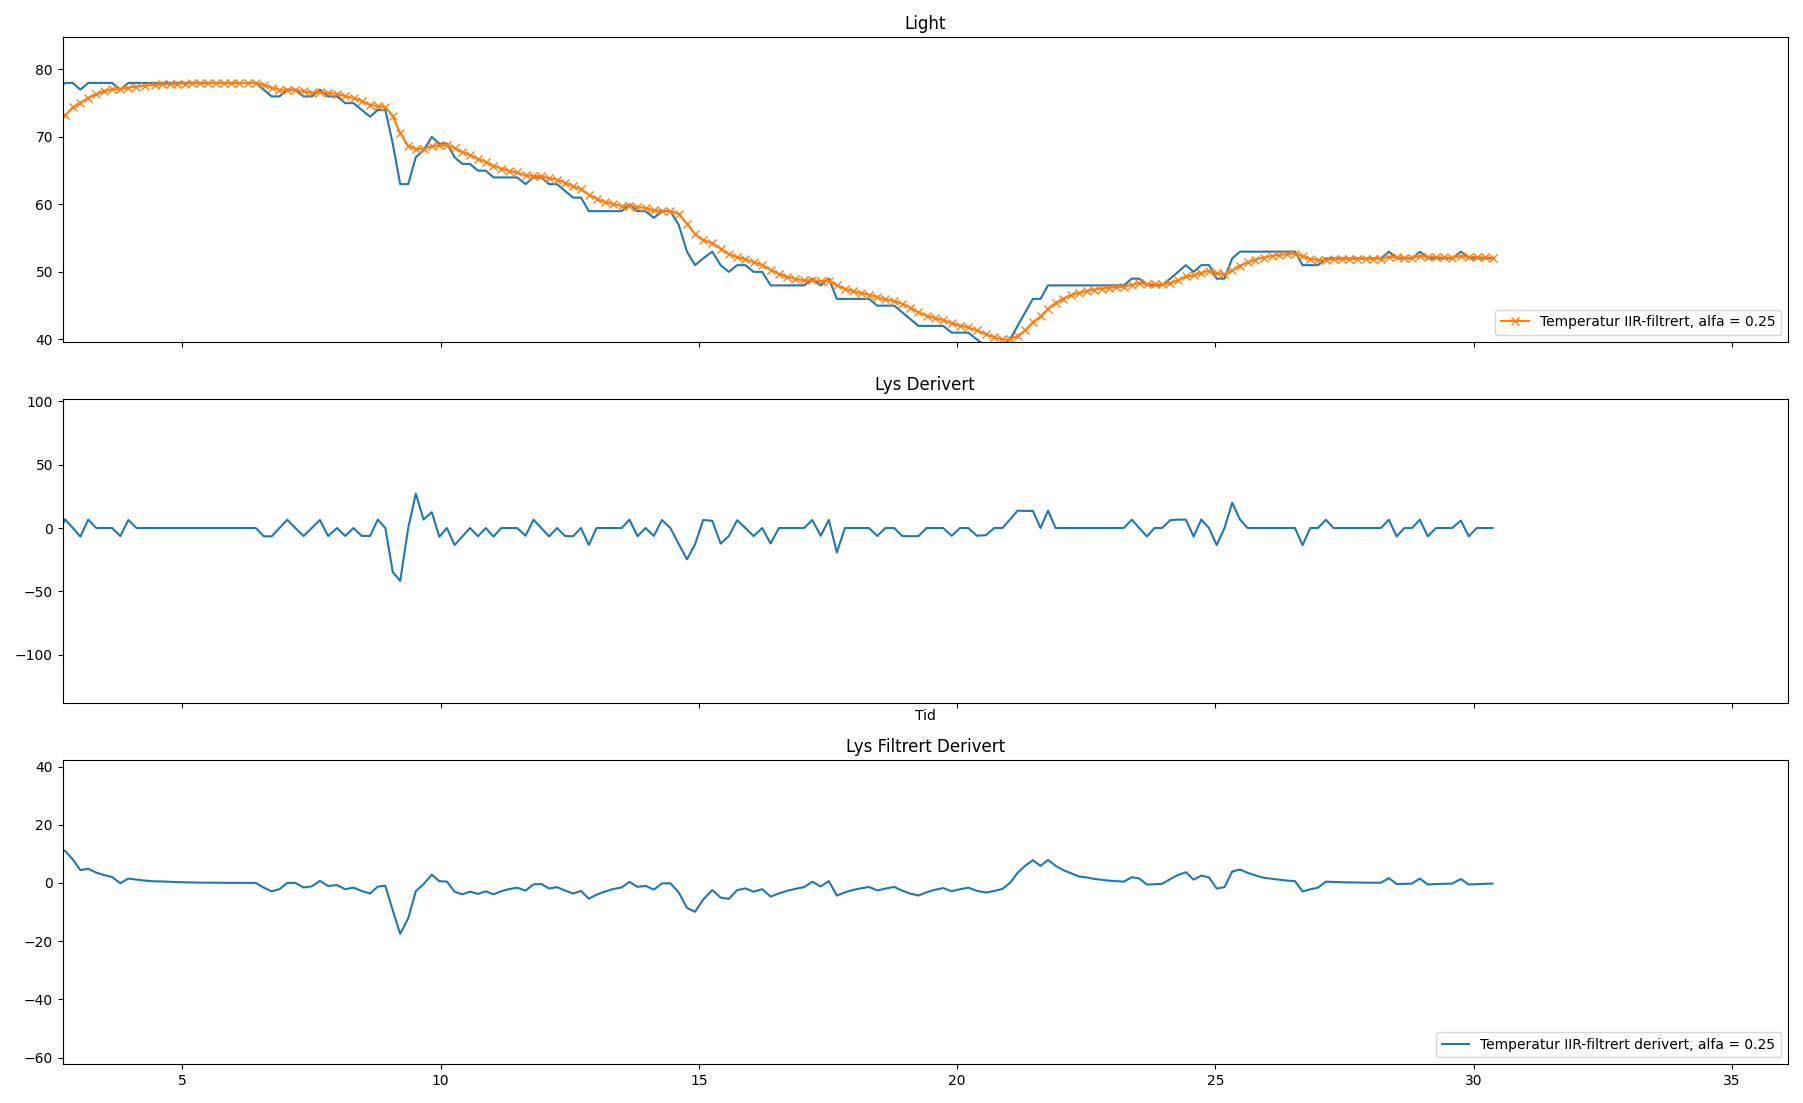 Light
80
70
60
50
40
Temperatur IIR-filtrert, alfa = 0.25
Lys Derivert
100
50
0
−50
−100
Tid
Lys Filtrert Derivert
40
20
0
−20
−40
−60
Temperatur IIR-filtrert derivert, alfa = 0.25
5 10 15 20 25 30 35